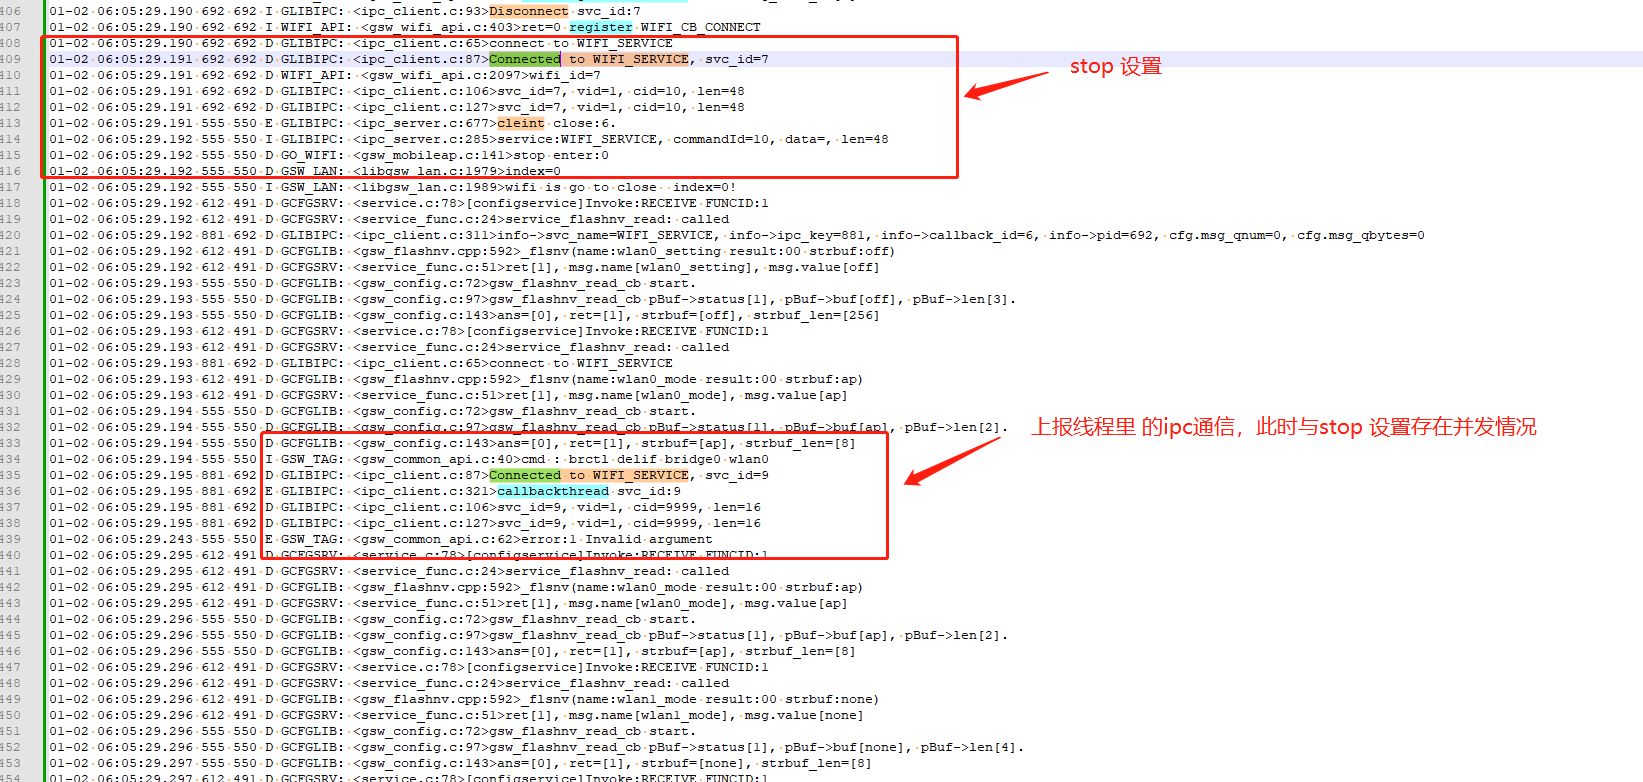 406 01-02 06:05:29.190 692 692 I GLIBIPC: <ipc_client.c:93>Disconnect svc_id:7
407 01-02 06:05:29.190 692 692 I WIFI_API: <gsw_wifi_api.c:403>ret=0 register WIFI_CB_CONNECT
408 01-02 06:05:29.190 692 692 D GLIBIPC: <ipc_client.c:65>connect to WIFI_SERVICE
409 01-02 06:05:29.191 692 692 D GLIBIPC: <ipc_client.c:87>Connected to WIFI_SERVICE, svc_id=7
stop 设置
410 01-02 06:05:29.191 692 692 D WIFI_API: <gsw_wifi_api.c:2097>wifi_id=7
411 01-02 06:05:29.191 692 692 D GLIBIPC: <ipc_client.c:106>svc_id=7, vid=1, cid=10, len=48
412 01-02 06:05:29.191 692 692 D GLIBIPC: <ipc_client.c:127>svc_id=7, vid=1, cid=10, len=48
413 01-02 06:05:29.191 555 550 E GLIBIPC: <ipc_server.c:677>cleint close:6.
414 01-02 06:05:29.192 555 550 I GLIBIPC: <ipc_server.c:285>service:WIFI_SERVICE, commandId=10, data=, len=48
415 01-02 06:05:29.192 555 550 D GO_WIFI: <gsw_mobileap.c:141>stop enter:0
416 01-02 06:05:29.192 555 550 D GSW_LAN: <libgsw_lan.c:1979>index=0
417 01-02 06:05:29.192 555 550 I GSW_LAN: <libgsw_lan.c:1989>wifi is go to close  index=0!
418 01-02 06:05:29.192 612 491 D GCFGSRV: <service.c:78>[configservice]Invoke:RECEIVE FUNCID:1
419 01-02 06:05:29.192 612 491 D GCFGSRV: <service_func.c:24>service_flashnv_read: called
420 01-02 06:05:29.192 881 692 D GLIBIPC: <ipc_client.c:311>info->svc_name=WIFI_SERVICE, info->ipc_key=881, info->callback_id=6, info->pid=692, cfg.msg_qnum=0, cfg.msg_qbytes=0
421 01-02 06:05:29.192 612 491 D GCFGLIB: <gsw_flashnv.cpp:592>_flsnv(name:wlan0_setting result:00 strbuf:off)
422 01-02 06:05:29.192 612 491 D GCFGSRV: <service_func.c:51>ret[1], msg.name[wlan0_setting], msg.value[off]
423 01-02 06:05:29.193 555 550 D GCFGLIB: <gsw_config.c:72>gsw_flashnv_read_cb start.
424 01-02 06:05:29.193 555 550 D GCFGLIB: <gsw_config.c:97>gsw_flashnv_read_cb pBuf->status[1], pBuf->buf[off], pBuf->len[3].
425 01-02 06:05:29.193 555 550 D GCFGLIB: <gsw_config.c:143>ans=[0], ret=[1], strbuf=[off], strbuf_len=[256]
426 01-02 06:05:29.193 612 491 D GCFGSRV: <service.c:78>[configservice]Invoke:RECEIVE FUNCID:1
427 01-02 06:05:29.193 612 491 D GCFGSRV: <service_func.c:24>service_flashnv_read: called
428 01-02 06:05:29.193 881 692 D GLIBIPC: <ipc_client.c:65>connect to WIFI_SERVICE
429 01-02 06:05:29.193 612 491 D GCFGLIB: <gsw_flashnv.cpp:592>_flsnv(name:wlan0_mode result:00 strbuf:ap)
430 01-02 06:05:29.193 612 491 D GCFGSRV: <service_func.c:51>ret[1], msg.name[wlan0_mode], msg.value[ap]
431 01-02 06:05:29.194 555 550 D GCFGLIB: <gsw_config.c:72>gsw_flashnv_read_cb start.
432 01-02 06:05:29.194 555 550 D GCFGLIB: <gsw_config.c:97>gsw_flashnv_read_cb pBuf->status[1], pBuf->buf[ap], pBuf->len[2].
上报线程里 的ipc通信，此时与stop 设置存在并发情况
433 01-02 06:05:29.194 555 550 D GCFGLIB: <gsw_config.c:143>ans=[0], ret=[1], strbuf=[ap], strbuf_len=[8]
434 01-02 06:05:29.194 555 550 I GSW_TAG: <gsw_common_api.c:40>cmd : brctl delif bridge0 wlan0
435 01-02 06:05:29.195 881 692 D GLIBIPC: <ipc_client.c:87>Connected to WIFI_SERVICE, svc_id=9
436 01-02 06:05:29.195 881 692 E GLIBIPC: <ipc_client.c:321>callbackthread svc_id:9
437 01-02 06:05:29.195 881 692 D GLIBIPC: <ipc_client.c:106>svc_id=9, vid=1, cid=9999, len=16
438 01-02 06:05:29.195 881 692 D GLIBIPC: <ipc_client.c:127>svc_id=9, vid=1, cid=9999, len=16
439 01-02 06:05:29.243 555 550 E GSW_TAG: <gsw_common_api.c:62>error:1 Invalid argument
440 01-02 06:05:29.295 612 491 D GCFGSRV: <service.c:78>[configservice]Invoke:RECEIVE FUNCID:1
441 01-02 06:05:29.295 612 491 D GCFGSRV: <service_func.c:24>service_flashnv_read: called
442 01-02 06:05:29.295 612 491 D GCFGLIB: <gsw_flashnv.cpp:592>_flsnv(name:wlan0_mode result:00 strbuf:ap)
443 01-02 06:05:29.295 612 491 D GCFGSRV: <service_func.c:51>ret[1], msg.name[wlan0_mode], msg.value[ap]
444 01-02 06:05:29.296 555 550 D GCFGLIB: <gsw_config.c:72>gsw_flashnv_read_cb start.
445 01-02 06:05:29.296 555 550 D GCFGLIB: <gsw_config.c:97>gsw_flashnv_read_cb pBuf->status[1], pBuf->buf[ap], pBuf->len[2].
446 01-02 06:05:29.296 555 550 D GCFGLIB: <gsw_config.c:143>ans=[0], ret=[1], strbuf=[ap], strbuf_len=[8]
447 01-02 06:05:29.296 612 491 D GCFGSRV: <service.c:78>[configservice]Invoke:RECEIVE FUNCID:1
448 01-02 06:05:29.296 612 491 D GCFGSRV: <service_func.c:24>service_flashnv_read: called
449 01-02 06:05:29.296 612 491 D GCFGLIB: <gsw_flashnv.cpp:592>_flsnv(name:wlan1_mode result:00 strbuf:none)
450 01-02 06:05:29.296 612 491 D GCFGSRV: <service_func.c:51>ret[1], msg.name[wlan1_mode], msg.value[none]
451 01-02 06:05:29.296 555 550 D GCFGLIB: <gsw_config.c:72>gsw_flashnv_read_cb start.
452 01-02 06:05:29.296 555 550 D GCFGLIB: <gsw_config.c:97>gsw_flashnv_read_cb pBuf->status[1], pBuf->buf[none], pBuf->len[4].
453 01-02 06:05:29.297 555 550 D GCFGLIB: <gsw_config.c:143>ans=[0], ret=[1], strbuf=[none], strbuf_len=[8]
454 01-02 06:05:29.297 612 491 D GCFGSRV: <service.c:78>[configservice]Invoke:RECEIVE FUNCID:1